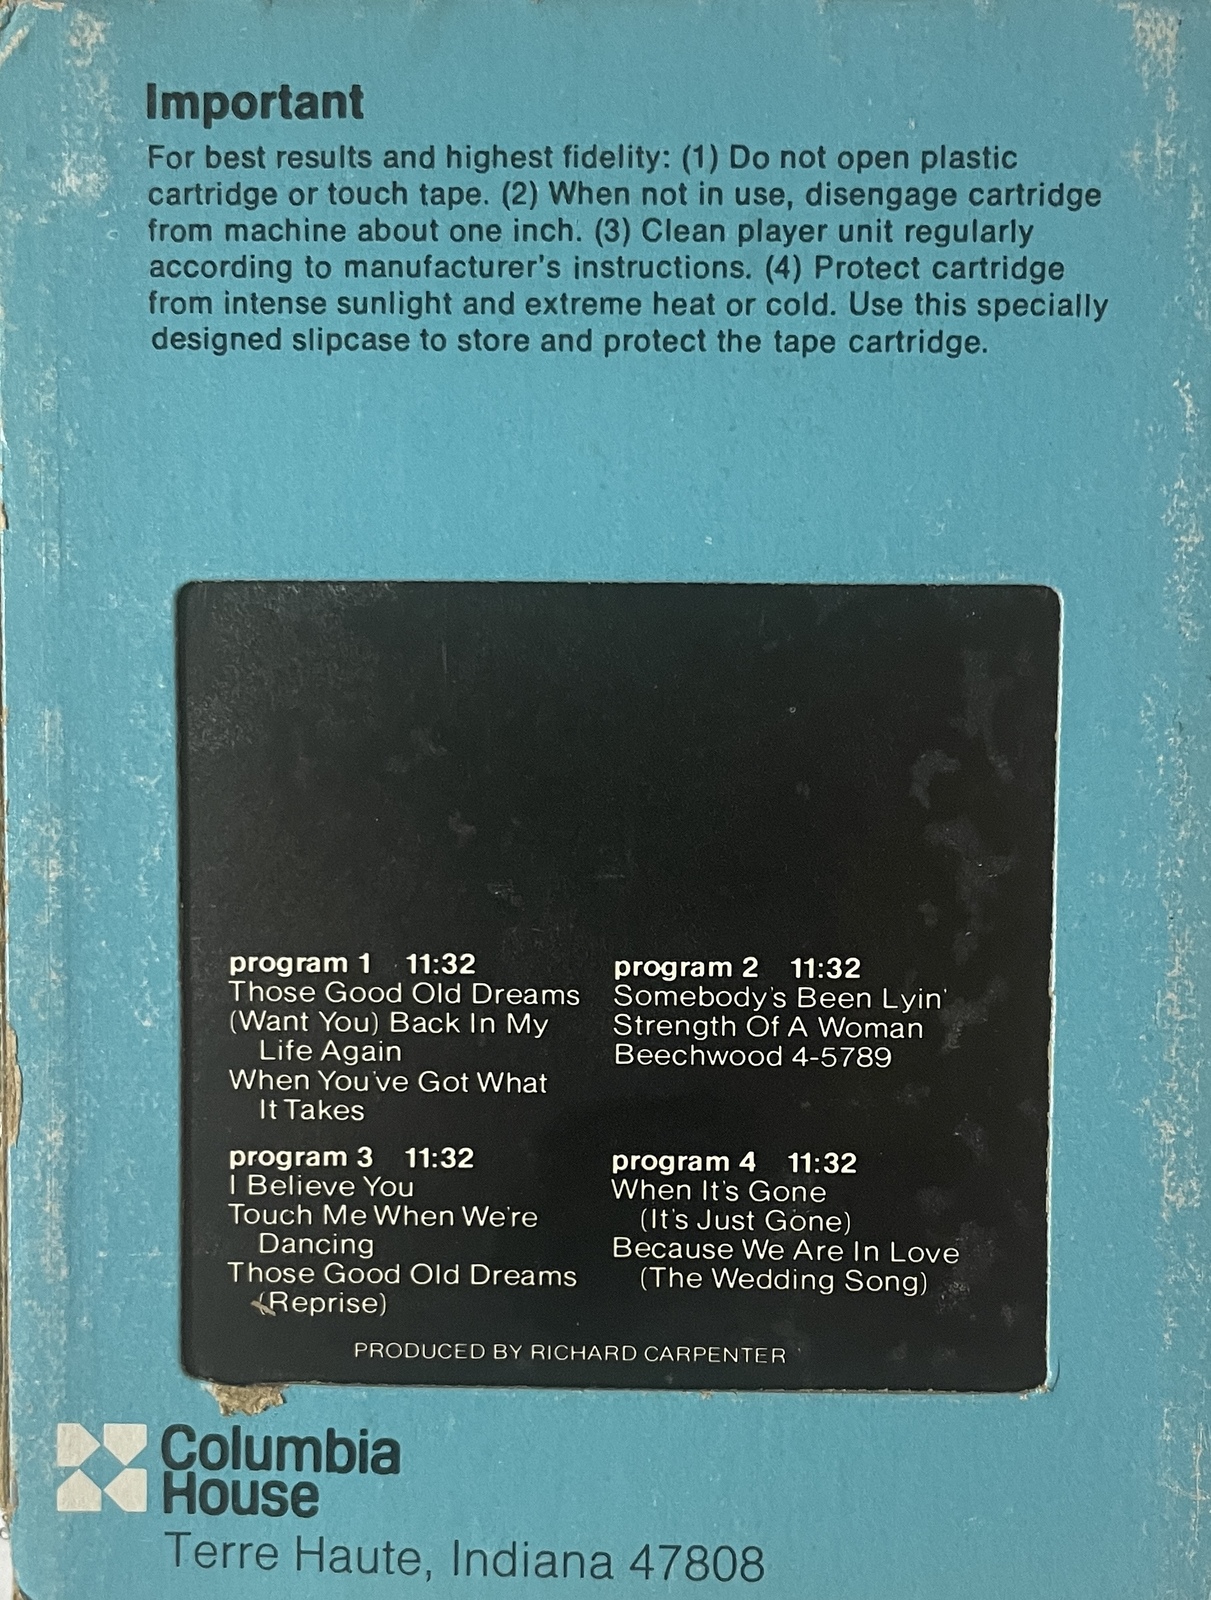 Important
For best results and highest fidelity: (1) Do not open plastic
cartridge or touch tape. (2) When not in use, disengage cartridge
from machine about one inch. (3) Clean player unit regularly
according to manufacturer's instructions. (4) Protect cartridge
from intense sunlight and extreme heat or cold. Use this specially
designed slipcase to store and protect the tape cartridge.
program 1 11:32
Those Good Old Dreams
(Want You) Back In My
Life Again
When You've Got What
It Takes
program 2 11:32
Somebody's Been Lyin'
Strength Of A Woman
Beechwood 4-5789
program 3 11:32
I Believe You
Touch Me When We're
Dancing
Those Good Old Dreams
(Reprise)
program 4 11:32
When It's Gone
(It's Just Gone)
Because We Are In Love
(The Wedding Song)
PRODUCED BY RICHARD CARPENTER
Columbia
House
Terre Haute, Indiana 47808